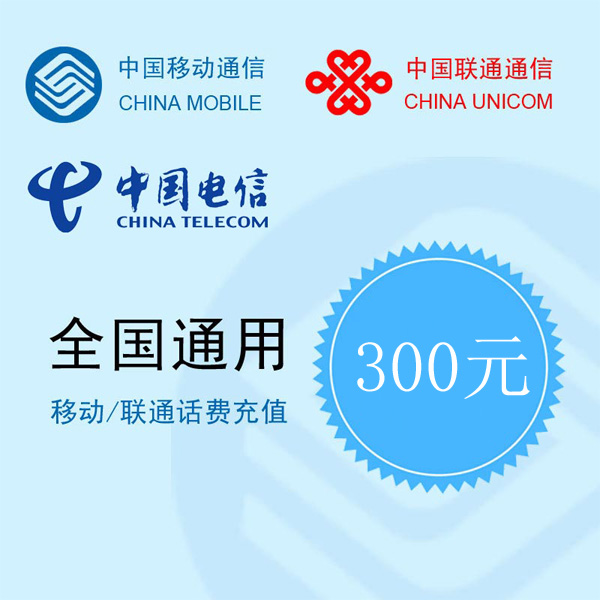 中国移动通信
CHINA MOBILE
中国联通通信
CHINA UNICOM
中国电信
CHINA TELECOM
全国通用
移动/联通话费充值
300元